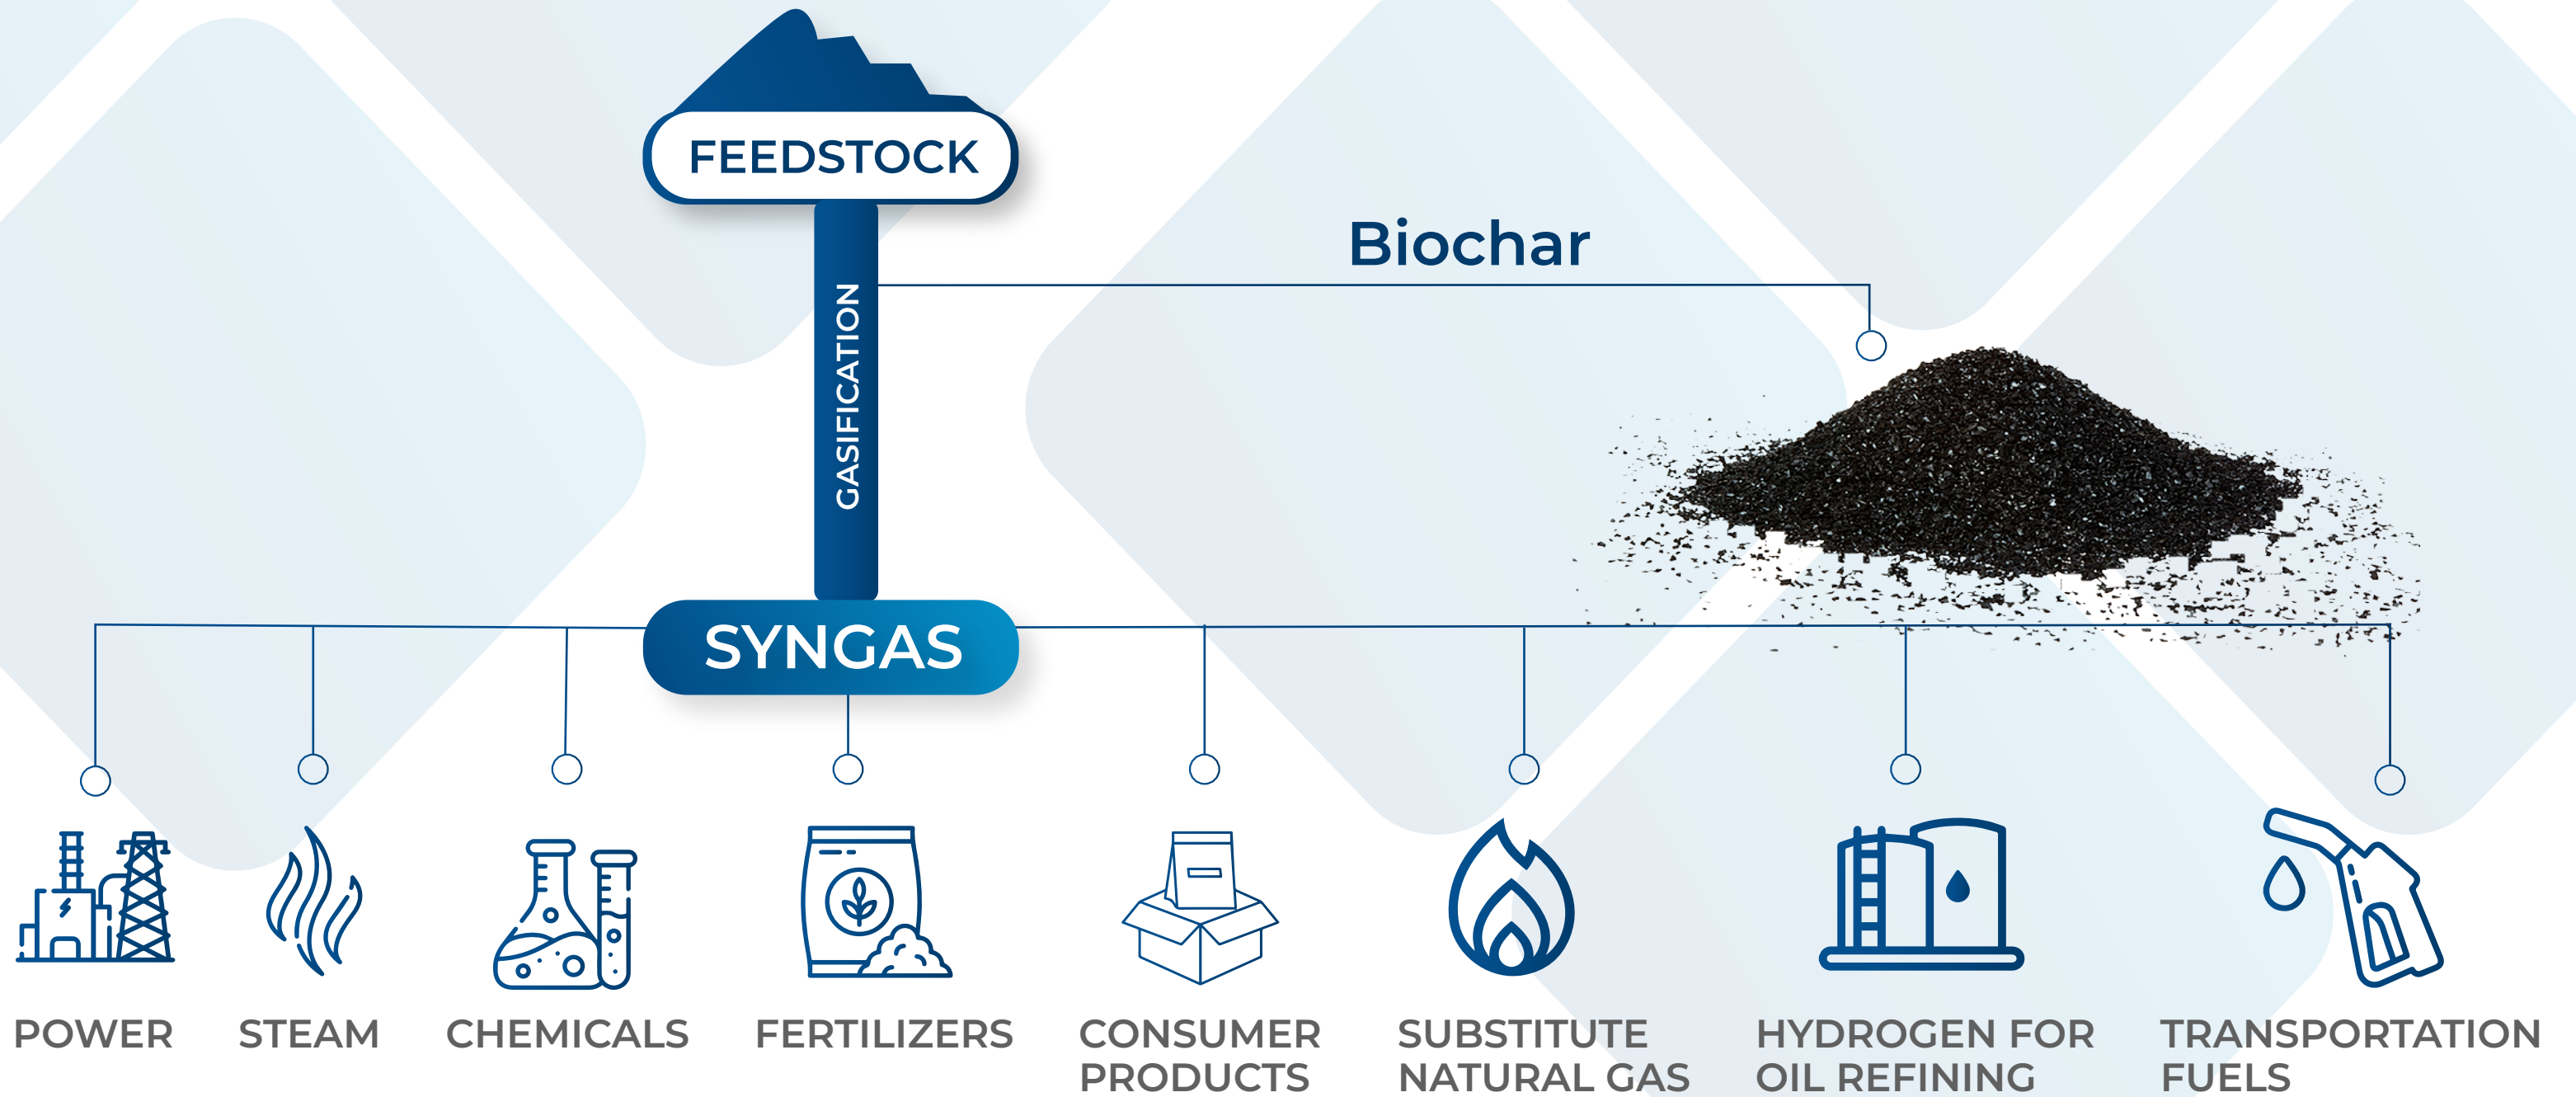 FEEDSTOCK
Biochar
GASIFICATION
SYNGAS
POWER
STEAM
CHEMICALS
FERTILIZERS
CONSUMER
PRODUCTS
SUBSTITUTE
NATURAL GAS
HYDROGEN FOR
OIL REFINING
TRANSPORTATION
FUELS